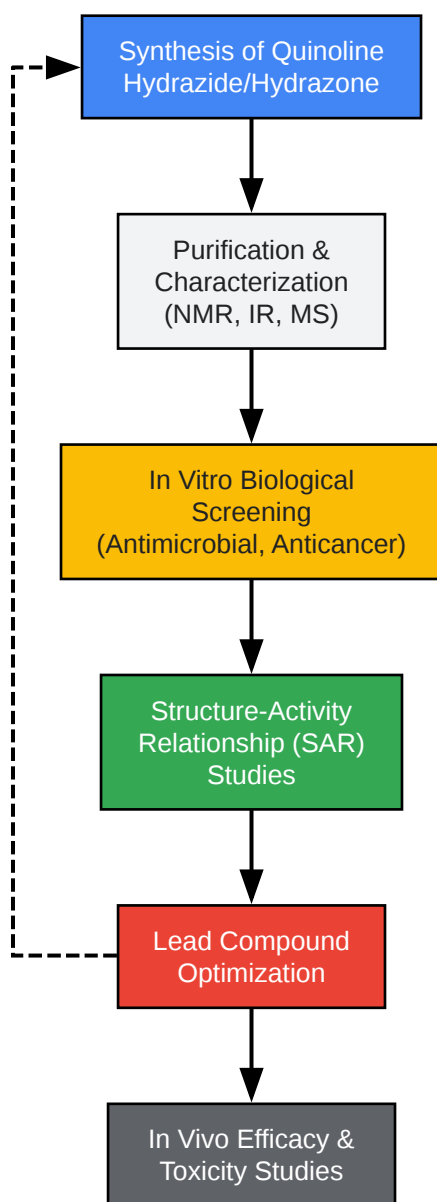 Synthesis of Quinoline
Hydrazide/Hydrazone
Purification &
Characterization
(NMR, IR, MS)
In Vitro Biological
Screening
(Antimicrobial, Anticancer)
Structure-Activity
Relationship (SAR)
Studies
Lead Compound
Optimization
In Vivo Efficacy &
Toxicity Studies